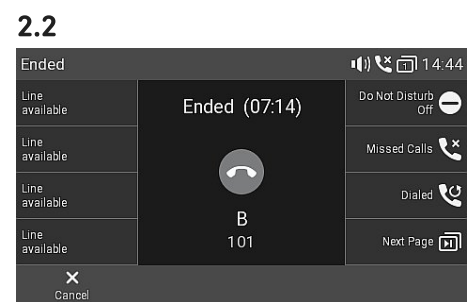 2.2
Ended 1 14:44
Line
available
Line
available
Line
available
Line
available
Ended (07:14)
B
101
Do Not Disturb
Off
Missed Calls
Dialed
Next Page
Cancel